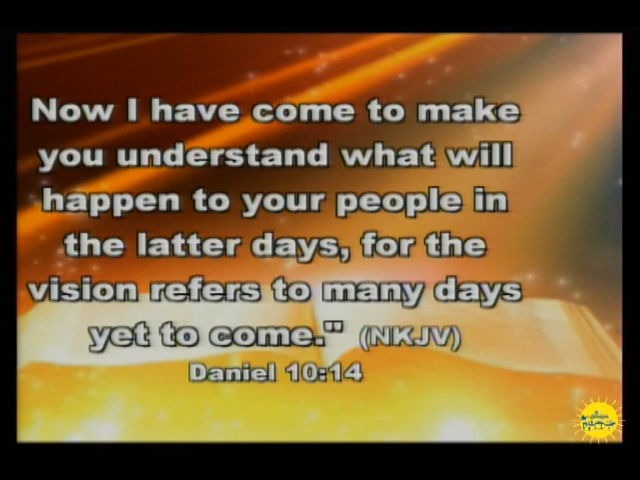 Now I have come to make
you understand what will
happen to your people in
the latter days, for the
vision refers to many days
yet to come." (NKJV)
Daniel 10:14